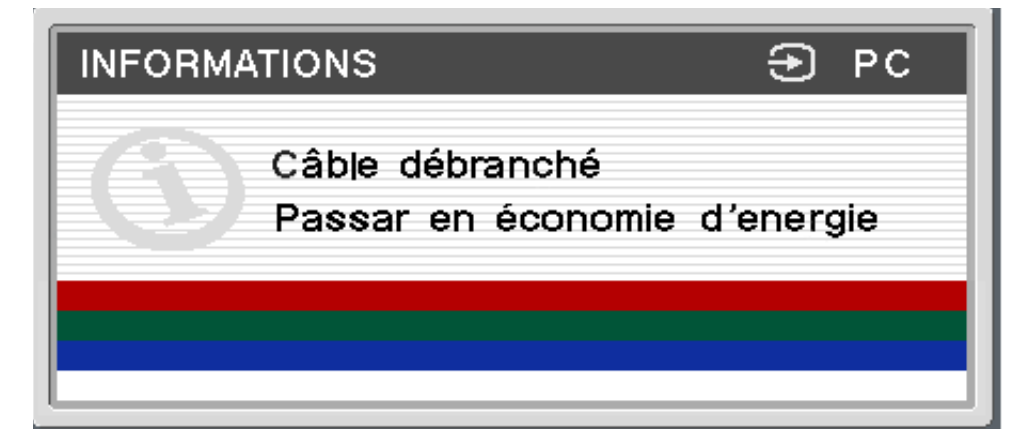 INFORMATIONS PC
Câble débranché
Passar en économie d'energie